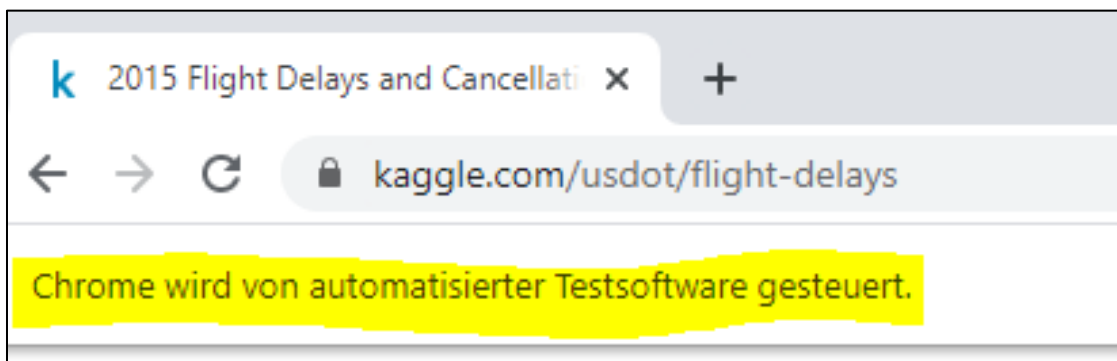 k 2015 Flight Delays and Cancellati
kaggle.com/usdot/flight-delays
Chrome wird von automatisierter Testsoftware gesteuert.